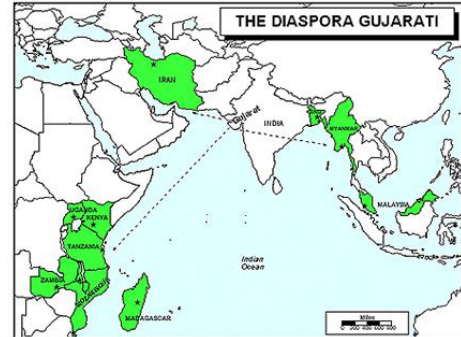 THE DIASPORA GUJARATI
IRAN
Gujarat
INDIA
MYANMAR
UGANDA
KENYA
MALAYSIA
TANZANIA
Indian
Ocean
ZAMBIA
MOZAMBIQUE
MADAGASCAR
Miles